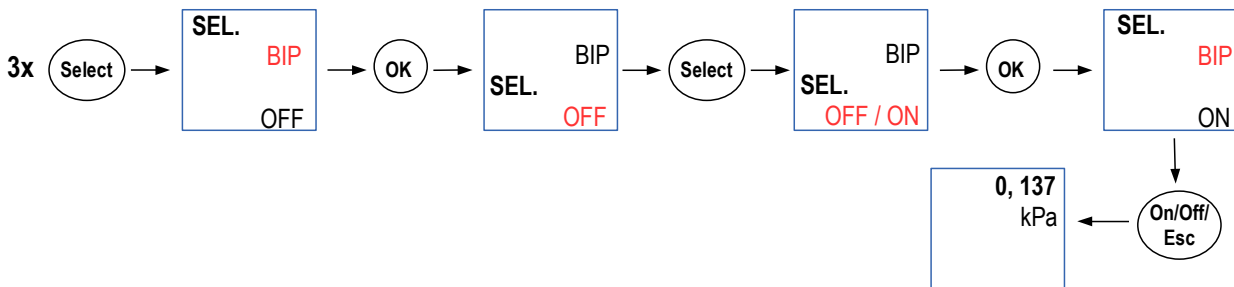 3x
Select
SEL.
BIP
OFF
OK
BIP
SEL.
OFF
Select
BIP
SEL.
OFF / ON
OK
SEL.
BIP
ON
On/Off/
Esc
0, 137
kPa